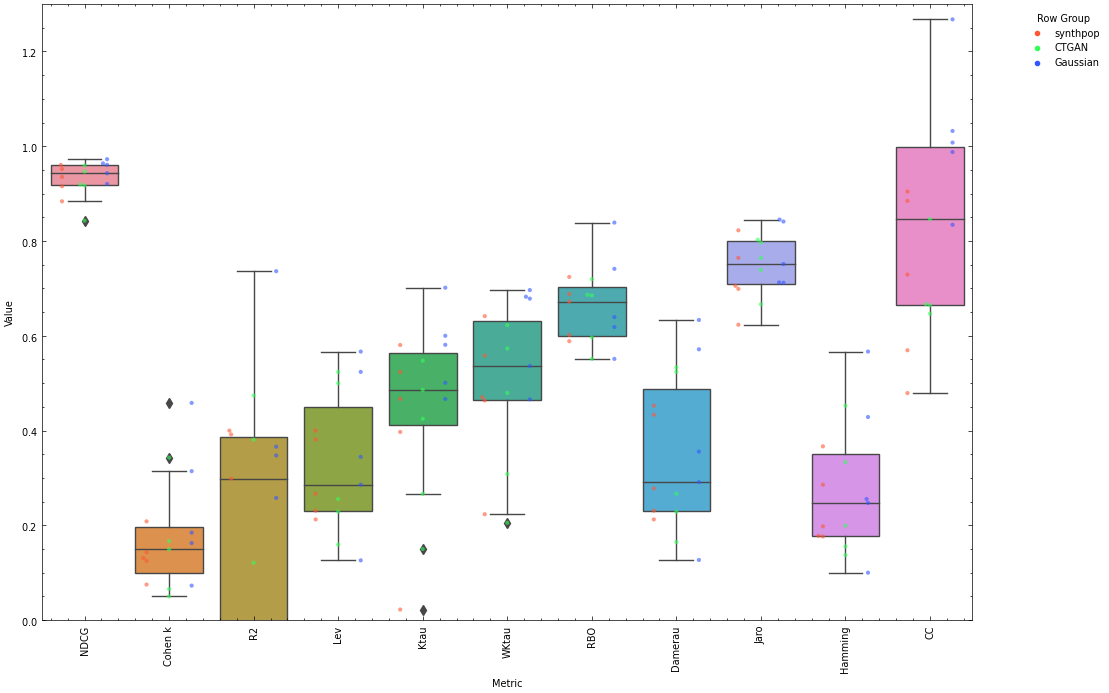 Row Group
synthpop
CTGAN
Gaussian
1.2
1.0
0.8
0.6
0.4
0.2
0.0
Value
NDCG
Cohen k
R2
Lev
Ktau
WKtau
RBO
Damerau
Jaro
Hamming
CC
Metric